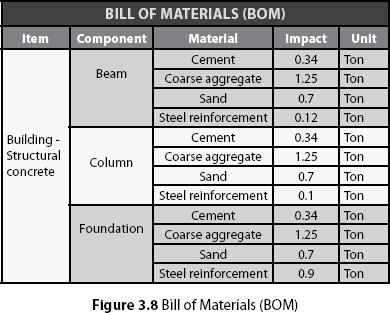 BILL OF MATERIALS (BOM)
Item Component Material Impact Unit
Building - Structural concrete
Beam
Cement 0.34 Ton
Coarse aggregate 1.25 Ton
Sand 0.7 Ton
Steel reinforcement 0.12 Ton
Column
Cement 0.34 Ton
Coarse aggregate 1.25 Ton
Sand 0.7 Ton
Steel reinforcement 0.1 Ton
Foundation
Cement 0.34 Ton
Coarse aggregate 1.25 Ton
Sand 0.7 Ton
Steel reinforcement 0.9 Ton
Figure 3.8 Bill of Materials (BOM)